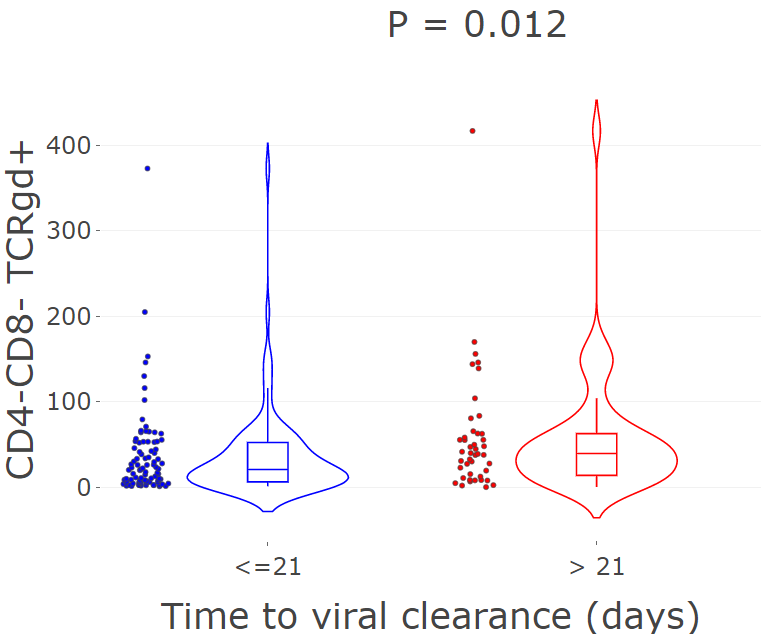 P = 0.012
CD4-CD8- TCRgd+
400
300
200
100
0
<=21
> 21
Time to viral clearance (days)